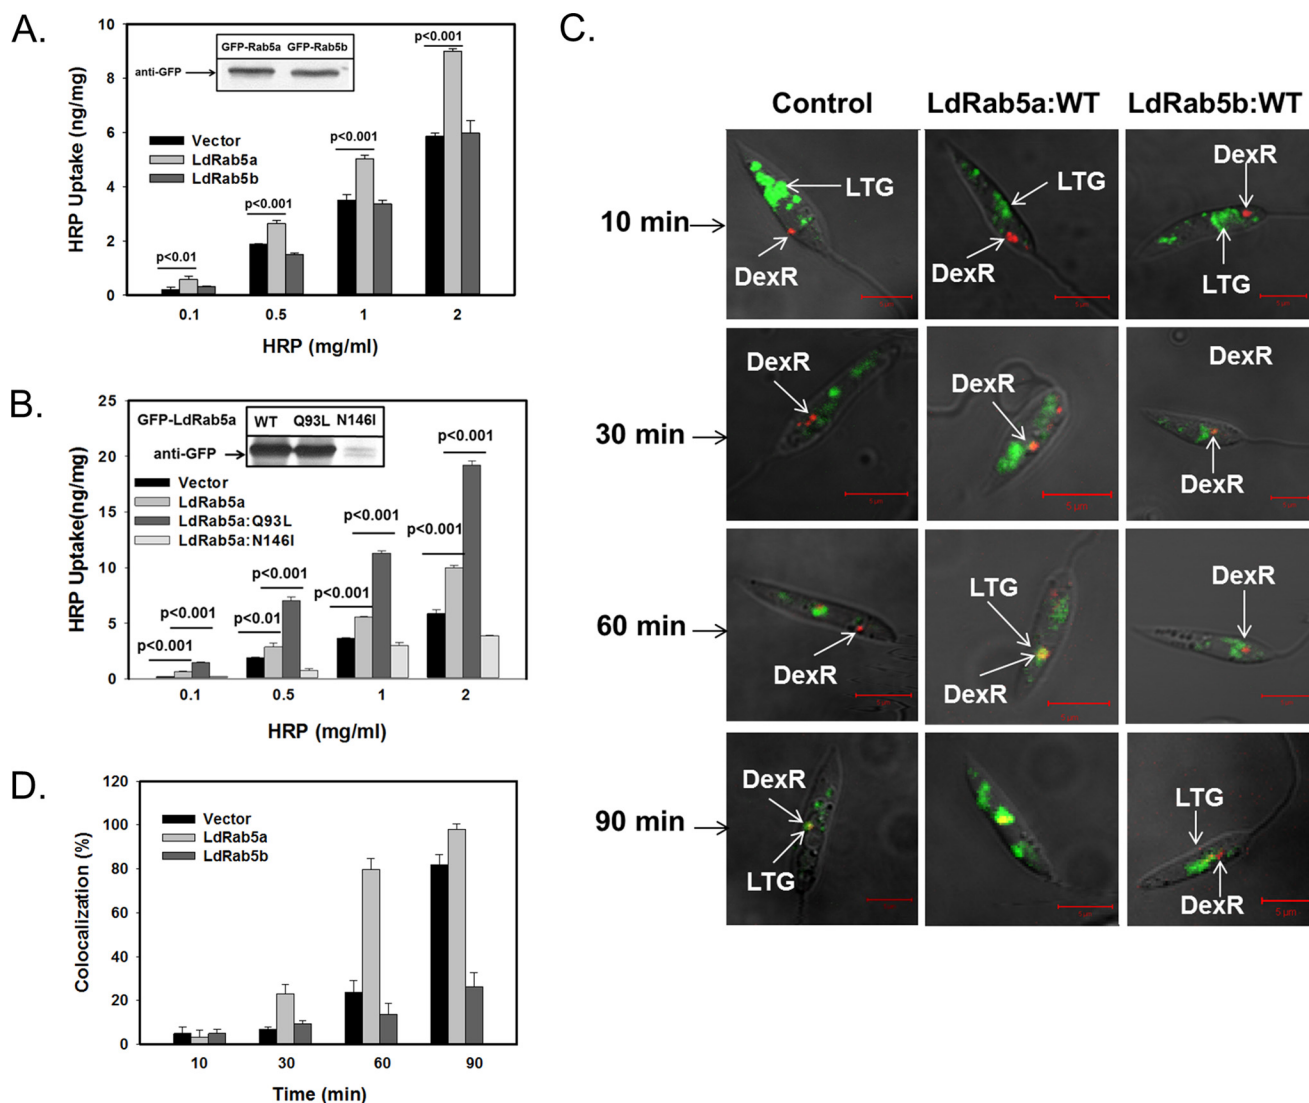 A.
HRP Uptake (ng/mg)
10
8
6
4
2
0
GFP-Rab5a GFP-Rab5b
anti-GFP
Vector
LdRab5a
LdRab5b
p<0.01
p<0.001
p<0.001
p<0.001
0.1 0.5 1 2
HRP (mg/ml)
B.
HRP Uptake(ng/mg)
25
20
15
10
5
0
GFP-LdRab5a
WT Q93L N146I
anti-GFP
Vector
LdRab5a
LdRab5a:Q93L
LdRab5a:N146I
p<0.001
p<0.001
p<0.001
p<0.01
p<0.001
p<0.001
p<0.001
p<0.001
0.1 0.5 1 2
HRP (mg/ml)
D.
Colocalization (%)
120
100
80
60
40
20
0
Vector
LdRab5a
LdRab5b
10 30 60 90
Time (min)
C.
Control LdRab5a:WT LdRab5b:WT
10 min
LTG
DexR
LTG
DexR
DexR
LTG
30 min
DexR
DexR
5 µm
DexR
DexR
60 min
DexR
LTG
DexR
DexR
90 min
DexR
LTG
LTG
DexR
5 µm